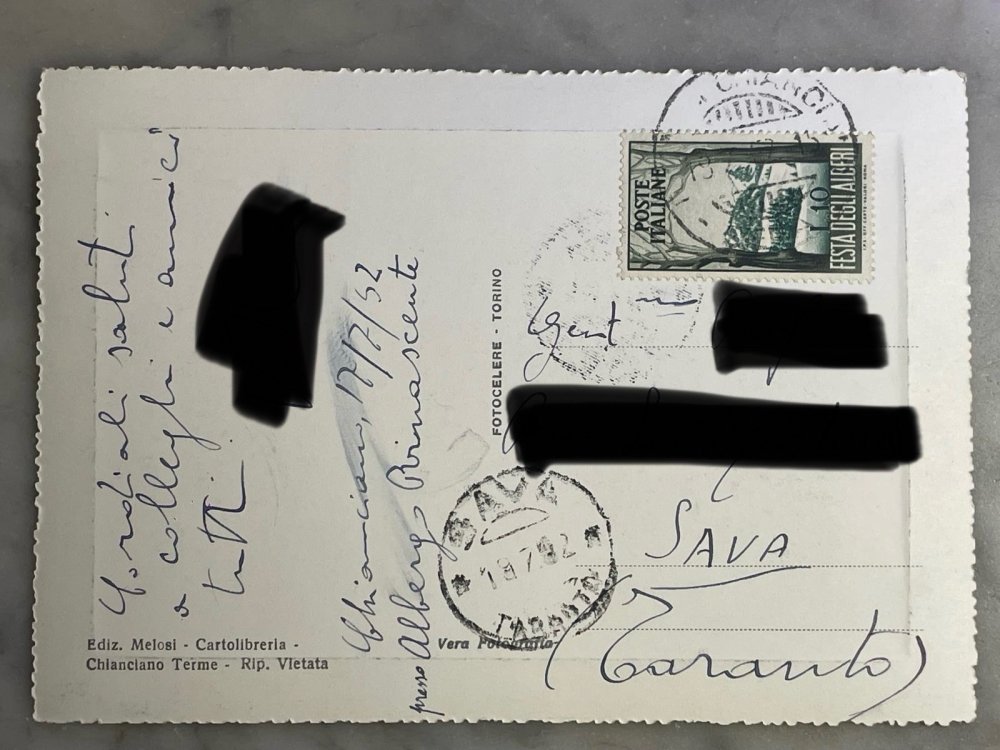 Cordiali saluti
a colleghi e amici
tutti
Chianciano, 17/7/52
presso Albergo Rinascente
Ediz. Melosi - Cartolibreria -
Chianciano Terme - Rip. Vietata
FOTOCELERE - TORINO
Vera Fotografia
POSTE
ITALIANE
L.10
FESTA DEGLI ALBERI
CHIANCI
Gent
SAVA
(Taranto)
SAVA
19.7.52
TARANTO